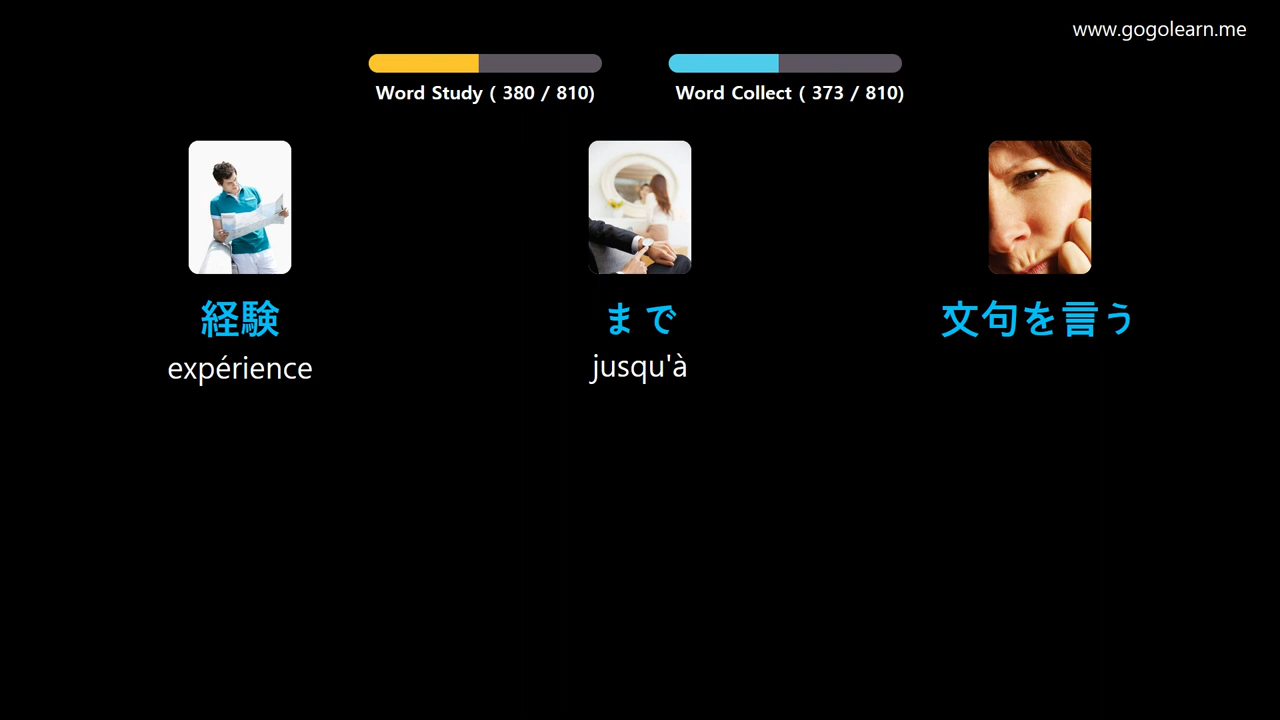 www.gogolearn.me
Word Study ( 380 / 810)
Word Collect ( 373 / 810)
経験
まで
文句を言う
expérience
jusqu'à